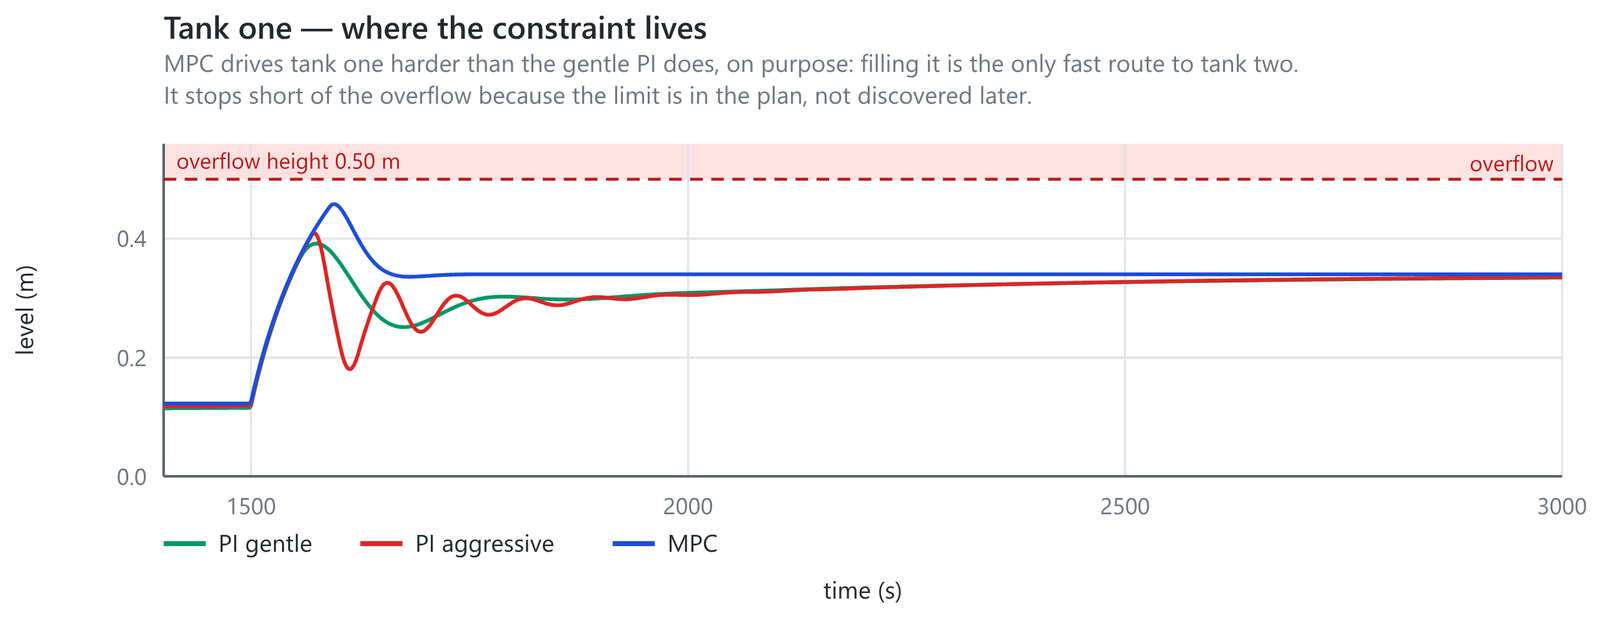 Tank one — where the constraint lives
MPC drives tank one harder than the gentle PI does, on purpose: filling it is the only fast route to tank two.
It stops short of the overflow because the limit is in the plan, not discovered later.
overflow height 0.50 m
overflow
0.4
0.2
0.0
level (m)
1500
2000
2500
3000
PI gentle
PI aggressive
MPC
time (s)